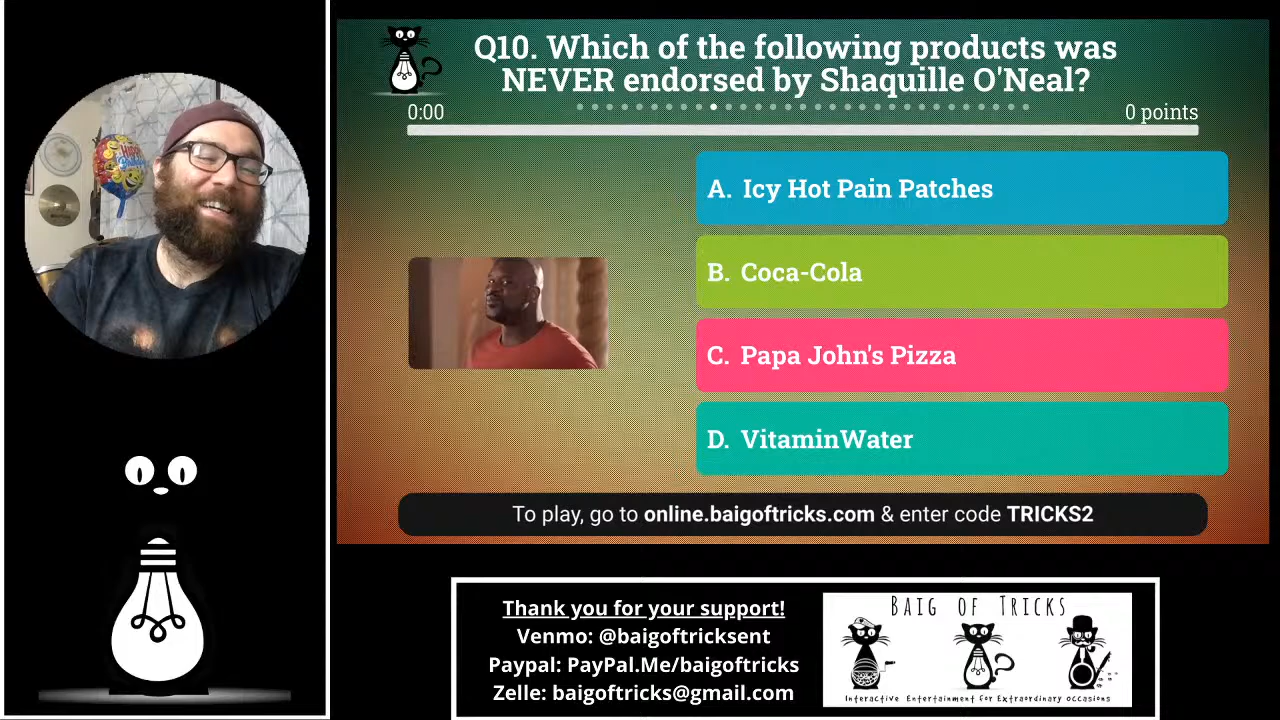 Q10. Which of the following products was
NEVER endorsed by Shaquille O'Neal?
0:00
0 points
A. Icy Hot Pain Patches
B. Coca-Cola
C. Papa John's Pizza
D. VitaminWater
To play, go to online.baigoftricks.com & enter code TRICKS2
Thank you for your support!
Venmo: @baigoftricksent
Paypal: PayPal.Me/baigoftricks
Zelle: baigoftricks@gmail.com
BAIG OF TRICKS
Interactive Entertainment for Extraordinary Occasions